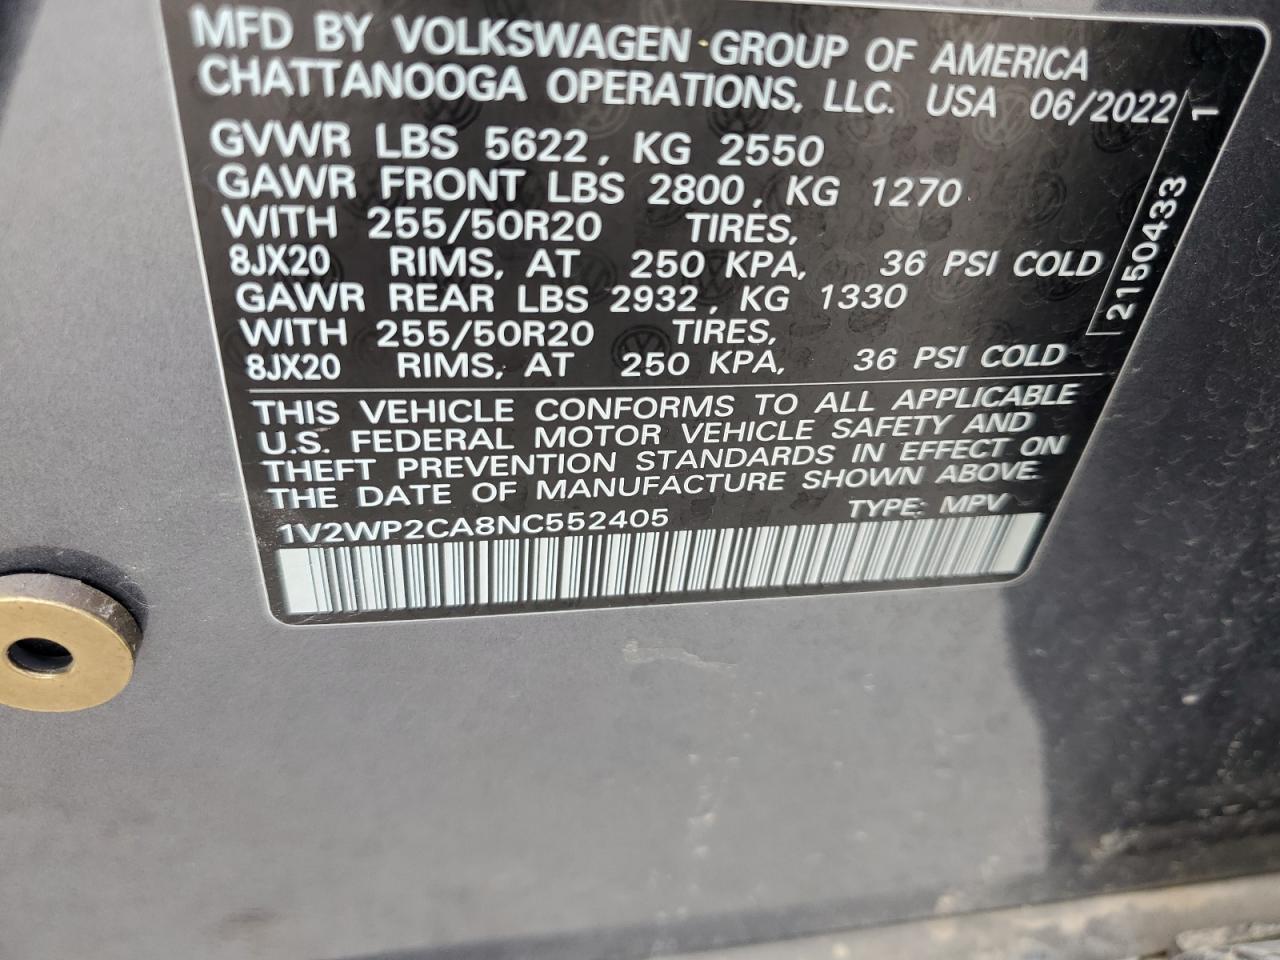 MFD BY VOLKSWAGEN GROUP OF AMERICA
CHATTANOOGA OPERATIONS, LLC. USA 06/2022
GVWR LBS 5622, KG 2550
GAWR FRONT LBS 2800, KG 1270
WITH 255/50R20 TIRES,
8JX20 RIMS, AT 250 KPA, 36 PSI COLD
GAWR REAR LBS 2932, KG 1330
WITH 255/50R20 TIRES,
8JX20 RIMS, AT 250 KPA, 36 PSI COLD
THIS VEHICLE CONFORMS TO ALL APPLICABLE
U.S. FEDERAL MOTOR VEHICLE SAFETY AND
THEFT PREVENTION STANDARDS IN EFFECT ON
THE DATE OF MANUFACTURE SHOWN ABOVE.
1V2WP2CA8NC552405 TYPE: MPV
2150433 1